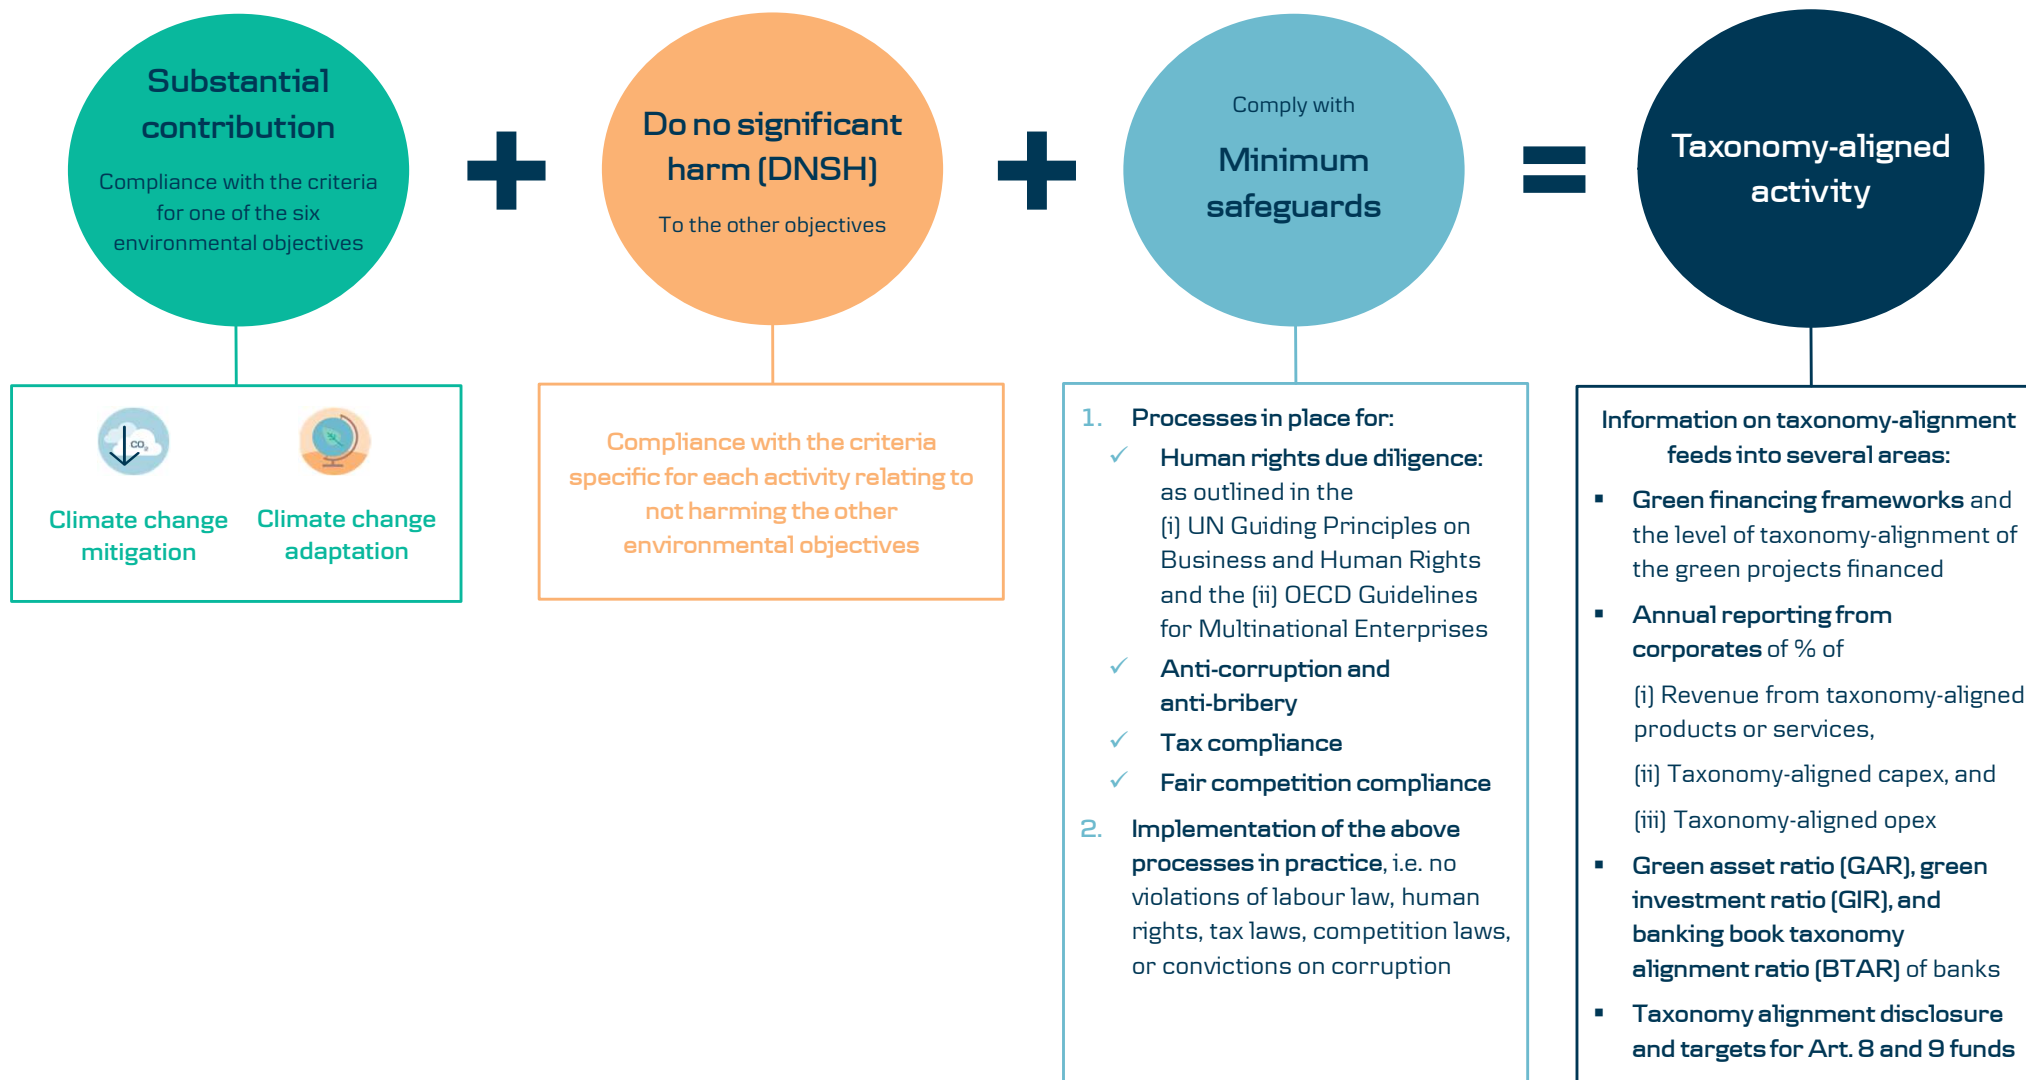 Substantial
contribution
Compliance with the criteria
for one of the six
environmental objectives
Do no significant
harm (DNSH)
To the other objectives
Comply with
Minimum
safeguards
Taxonomy-aligned
activity
CO₂
Climate change
mitigation
Climate change
adaptation
Compliance with the criteria
specific for each activity relating to
not harming the other
environmental objectives
1. Processes in place for:
✓ Human rights due diligence:
as outlined in the
(i) UN Guiding Principles on
Business and Human Rights
and the (ii) OECD Guidelines
for Multinational Enterprises
✓ Anti-corruption and
anti-bribery
✓ Tax compliance
✓ Fair competition compliance
2. Implementation of the above
processes in practice, i.e. no
violations of labour law, human
rights, tax laws, competition laws,
or convictions on corruption
Information on taxonomy-alignment
feeds into several areas:
▪ Green financing frameworks and
the level of taxonomy-alignment of
the green projects financed
▪ Annual reporting from
corporates of % of
(i) Revenue from taxonomy-aligned
products or services,
(ii) Taxonomy-aligned capex, and
(iii) Taxonomy-aligned opex
▪ Green asset ratio (GAR), green
investment ratio (GIR), and
banking book taxonomy
alignment ratio (BTAR) of banks
▪ Taxonomy alignment disclosure
and targets for Art. 8 and 9 funds